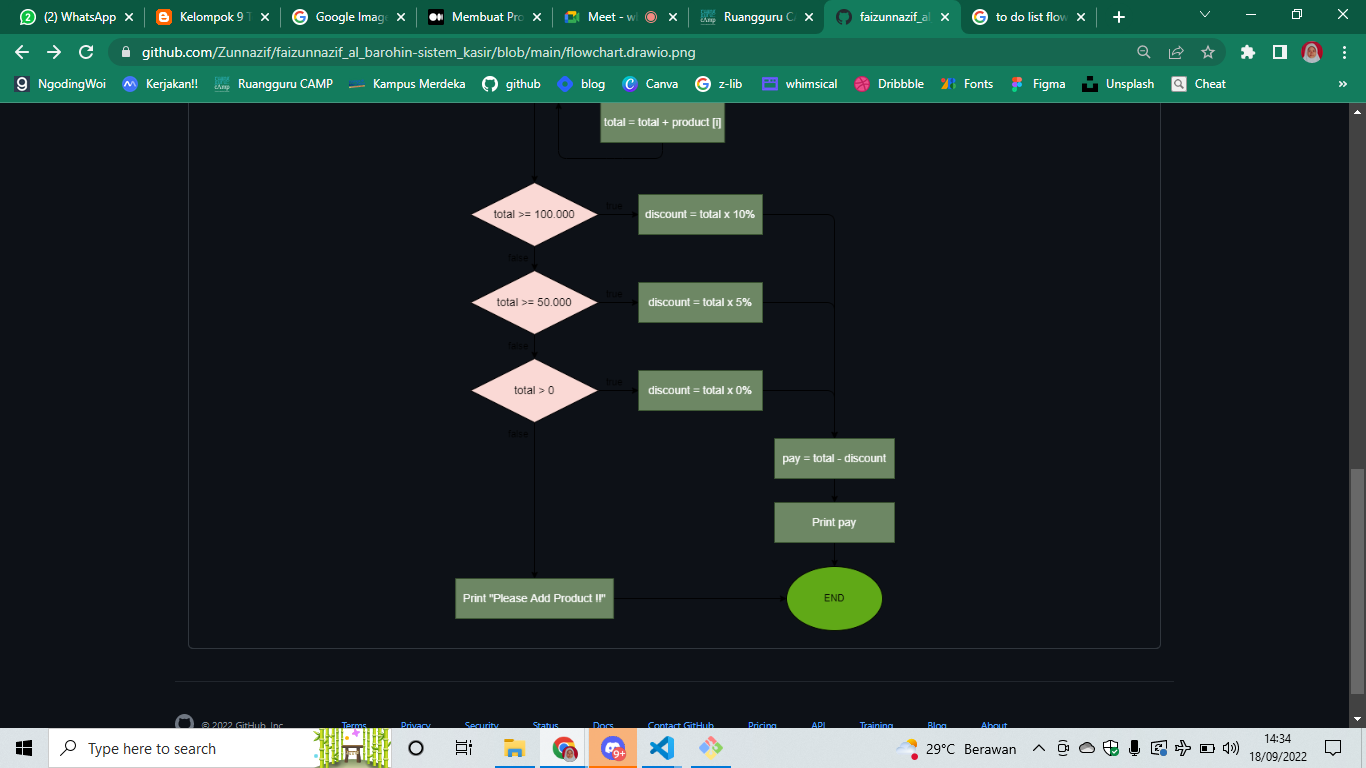 (2) WhatsApp
Kelompok 9 T
Google Imag
Membuat Pro
Meet - w
Ruangguru C
faizunnazif_al
to do list flow
github.com/Zunnazif/faizunnazif_al_barohin-sistem_kasir/blob/main/flowchart.drawio.png
NgodingWoi
Kerjakan!!
Ruangguru CAMP
Kampus Merdeka
github
blog
Canva
z-lib
whimsical
Dribbble
Fonts
Figma
Unsplash
Cheat
»
total = total + product [i]
total >= 100.000
true
discount = total x 10%
false
total >= 50.000
true
discount = total x 5%
false
total > 0
true
discount = total x 0%
false
pay = total - discount
Print pay
Print "Please Add Product !!"
END
© 2022 GitHub, Inc.
Terms
Privacy
Security
Status
Docs
Contact GitHub
Pricing
API
Training
Blog
About
Type here to search
9+
29°C Berawan
14:34
18/09/2022